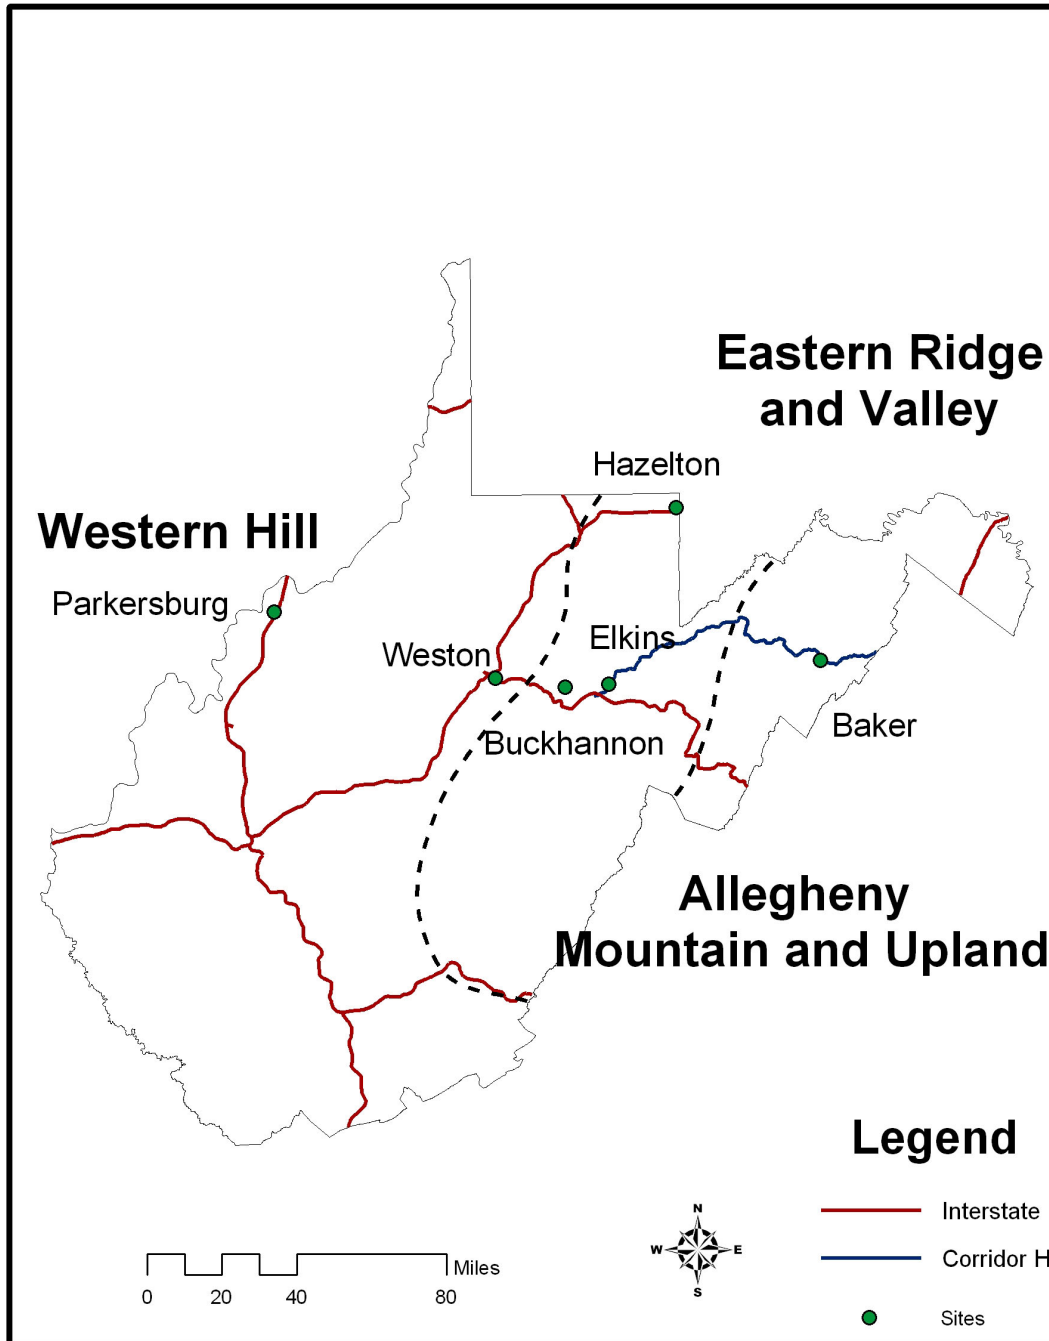 Eastern Ridge
and Valley
Hazelton
Western Hill
Parkersburg
Elkins
Weston
Baker
Buckhannon
Allegheny
Mountain and Upland
Legend
N
W E
S
Interstate
Corridor H
Miles
0 20 40 80
Sites